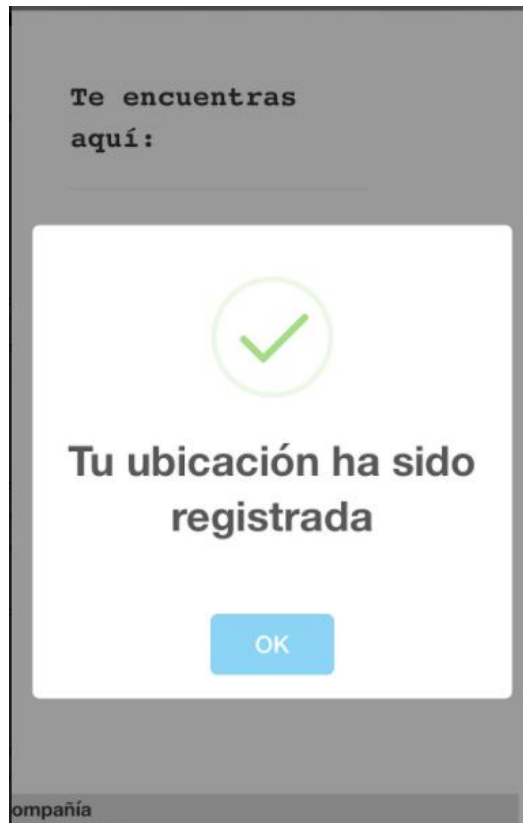 Te encuentras
aquí:
Tu ubicación ha sido
registrada
OK
ompañía